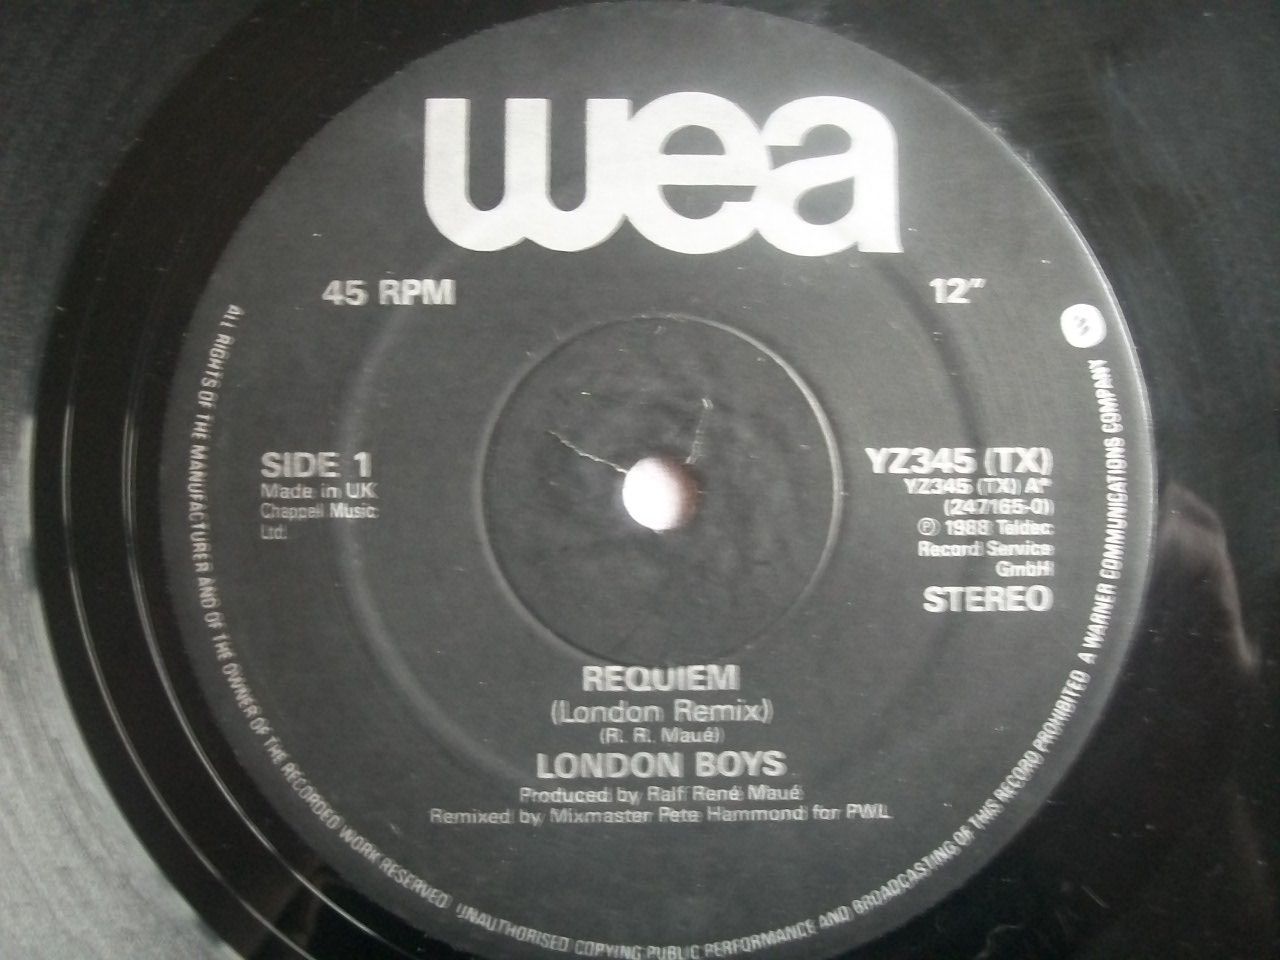 wea
45 RPM
12"
SIDE 1
Made in UK
Chappell Music
Ltd.
YZ345 (TX)
YZ345 (TX) A*
(247165-0)
℗ 1988 Teldec
Record Service
GmbH
STEREO
REQUIEM
(London Remix)
(R. R. Maué)
LONDON BOYS
Produced by Ralf René Maué
Remixed by Mixmaster Pete Hammond for PWL
ALL RIGHTS OF THE MANUFACTURER AND OF THE OWNER OF THE RECORDED WORK RESERVED UNAUTHORISED COPYING PUBLIC PERFORMANCE AND BROADCASTING OF THIS RECORD PROHIBITED A WARNER COMMUNICATIONS COMPANY